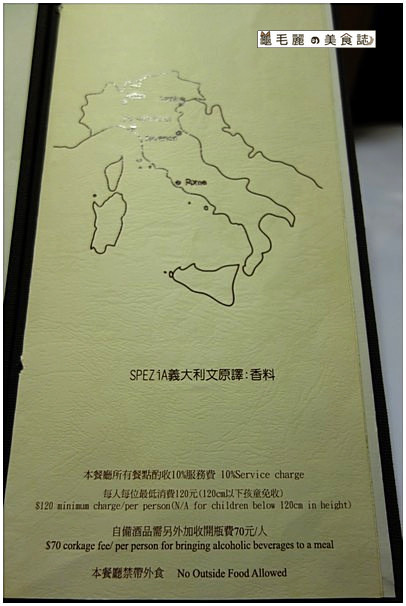 龜毛麗の美食誌
Rome
SPEZiA義大利文原譯:香料
本餐廳所有餐點酌收10%服務費 10%Service charge
每人每位最低消費120元(120cm以下孩童免收)
$120 minimum charge/per person(N/A for children below 120cm in height)
自備酒品需另外加收開瓶費70元/人
$70 corkage fee/ per person for bringing alcoholic beverages to a meal
本餐廳禁帶外食 No Outside Food Allowed